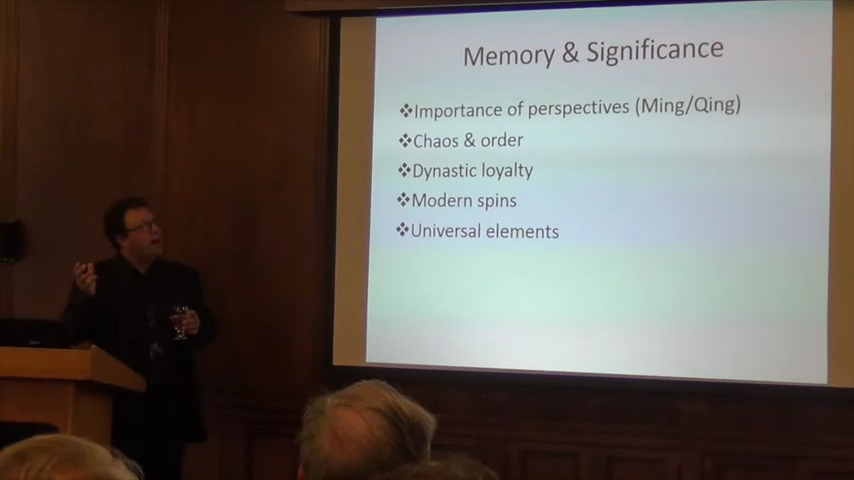 Memory & Significance
❖Importance of perspectives (Ming/Qing)
❖Chaos & order
❖Dynastic loyalty
❖Modern spins
❖Universal elements